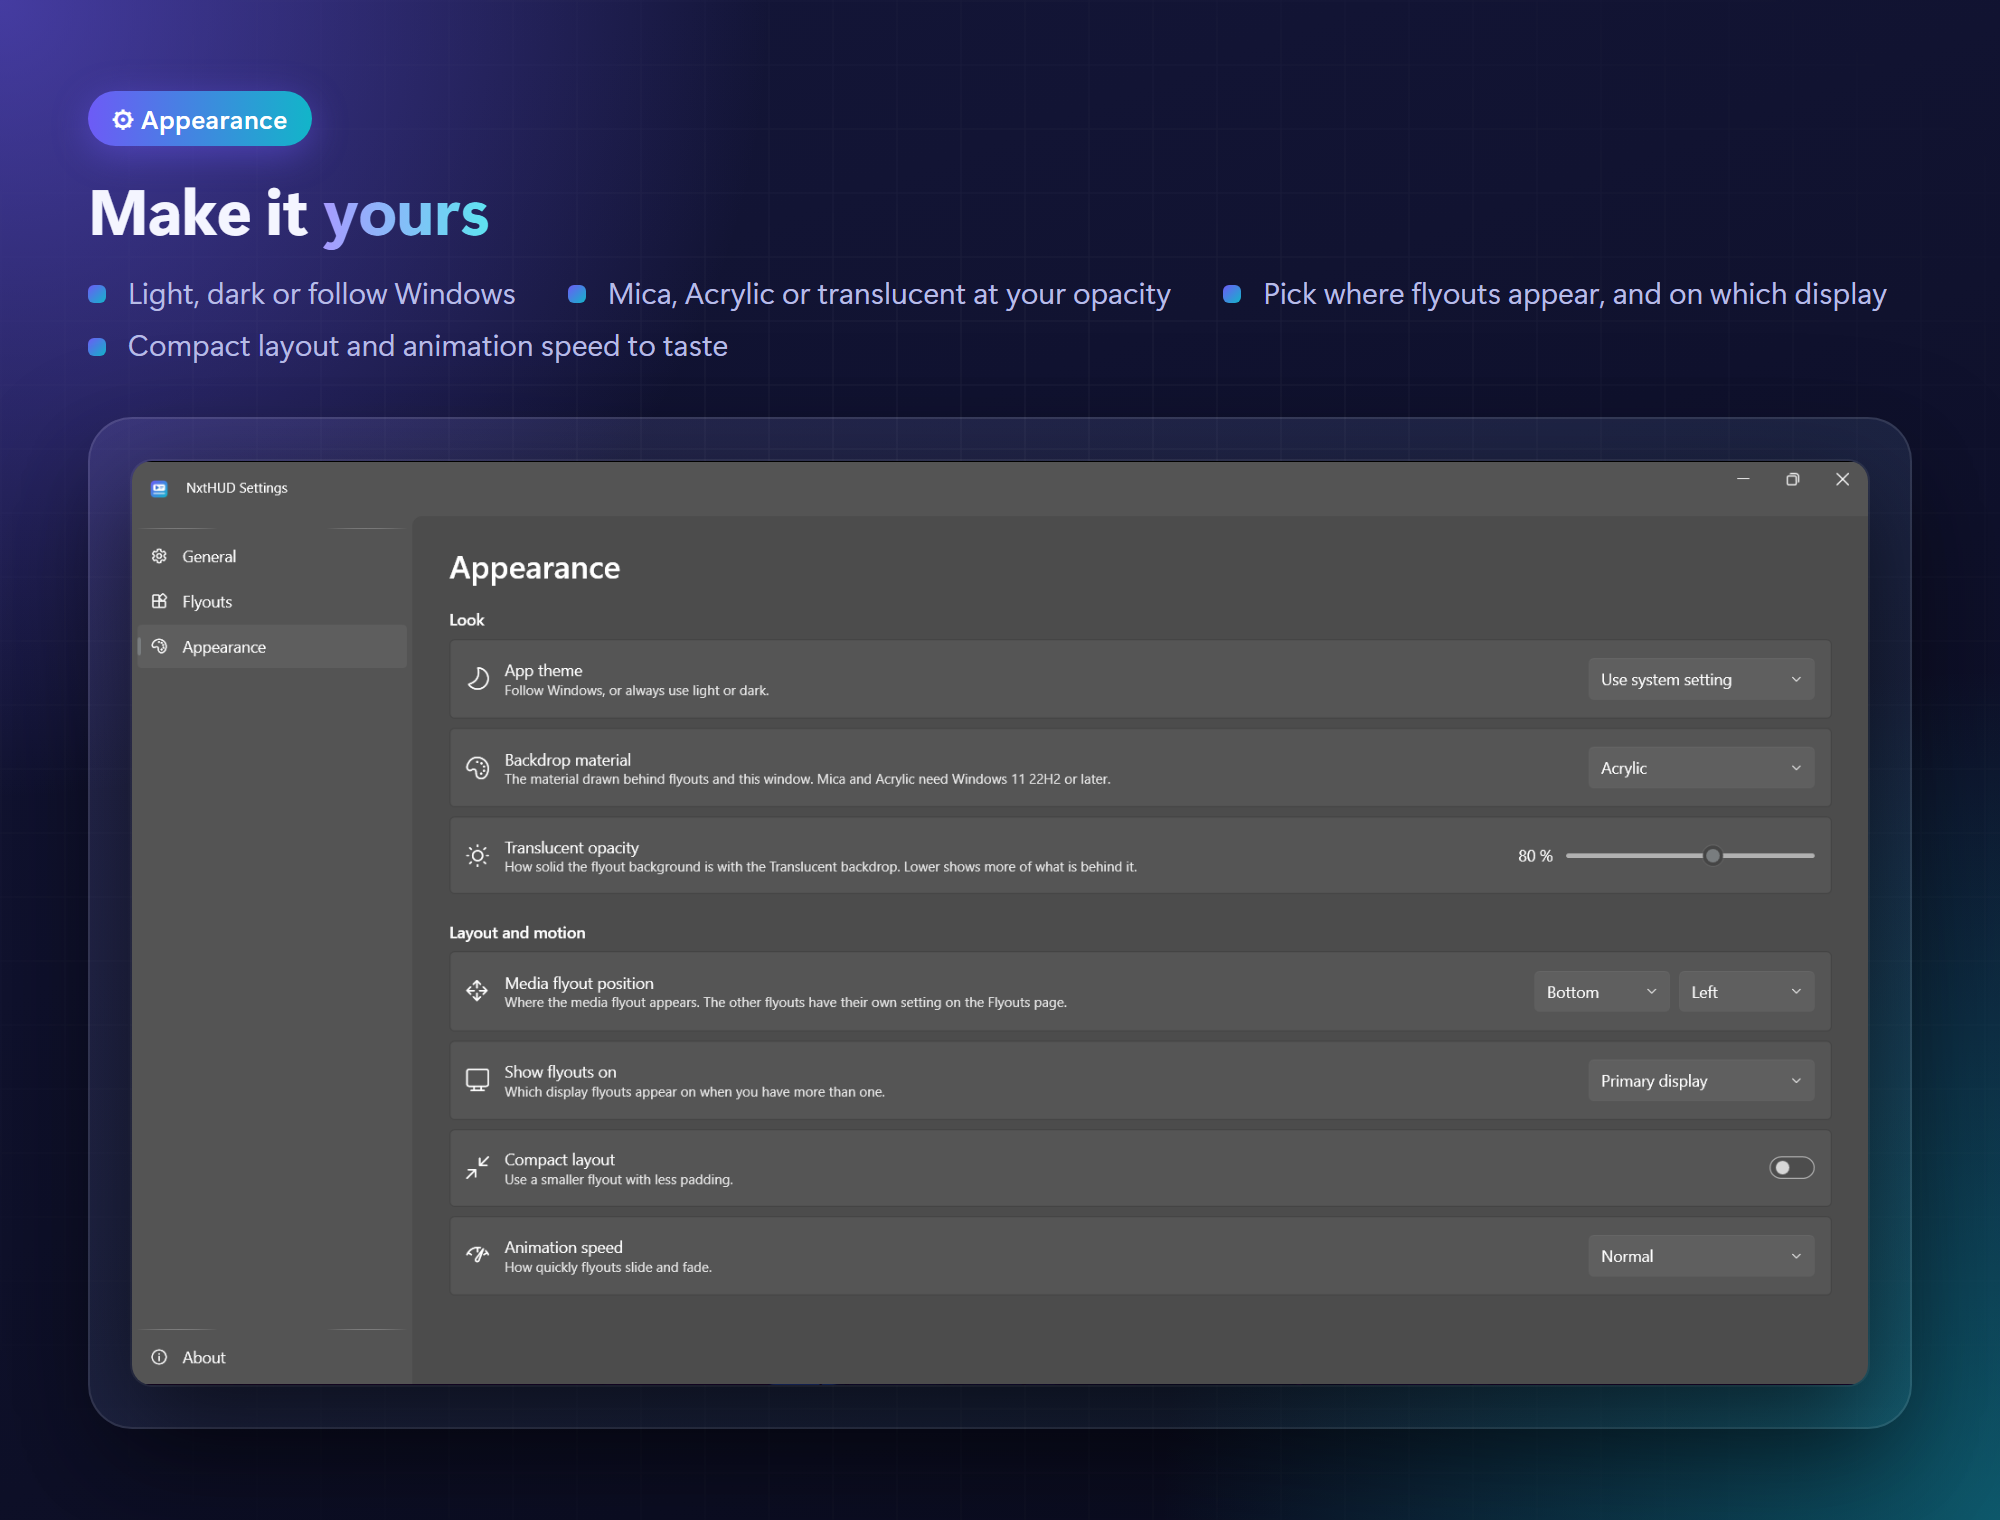 Appearance
Make it yours
Light, dark or follow Windows
Mica, Acrylic or translucent at your opacity
Pick where flyouts appear, and on which display
Compact layout and animation speed to taste
NxtHUD Settings
General
Flyouts
Appearance
About
Appearance
Look
App theme
Follow Windows, or always use light or dark.
Use system setting
Backdrop material
The material drawn behind flyouts and this window. Mica and Acrylic need Windows 11 22H2 or later.
Acrylic
Translucent opacity
How solid the flyout background is with the Translucent backdrop. Lower shows more of what is behind it.
80 %
Layout and motion
Media flyout position
Where the media flyout appears. The other flyouts have their own setting on the Flyouts page.
Bottom
Left
Show flyouts on
Which display flyouts appear on when you have more than one.
Primary display
Compact layout
Use a smaller flyout with less padding.
Animation speed
How quickly flyouts slide and fade.
Normal